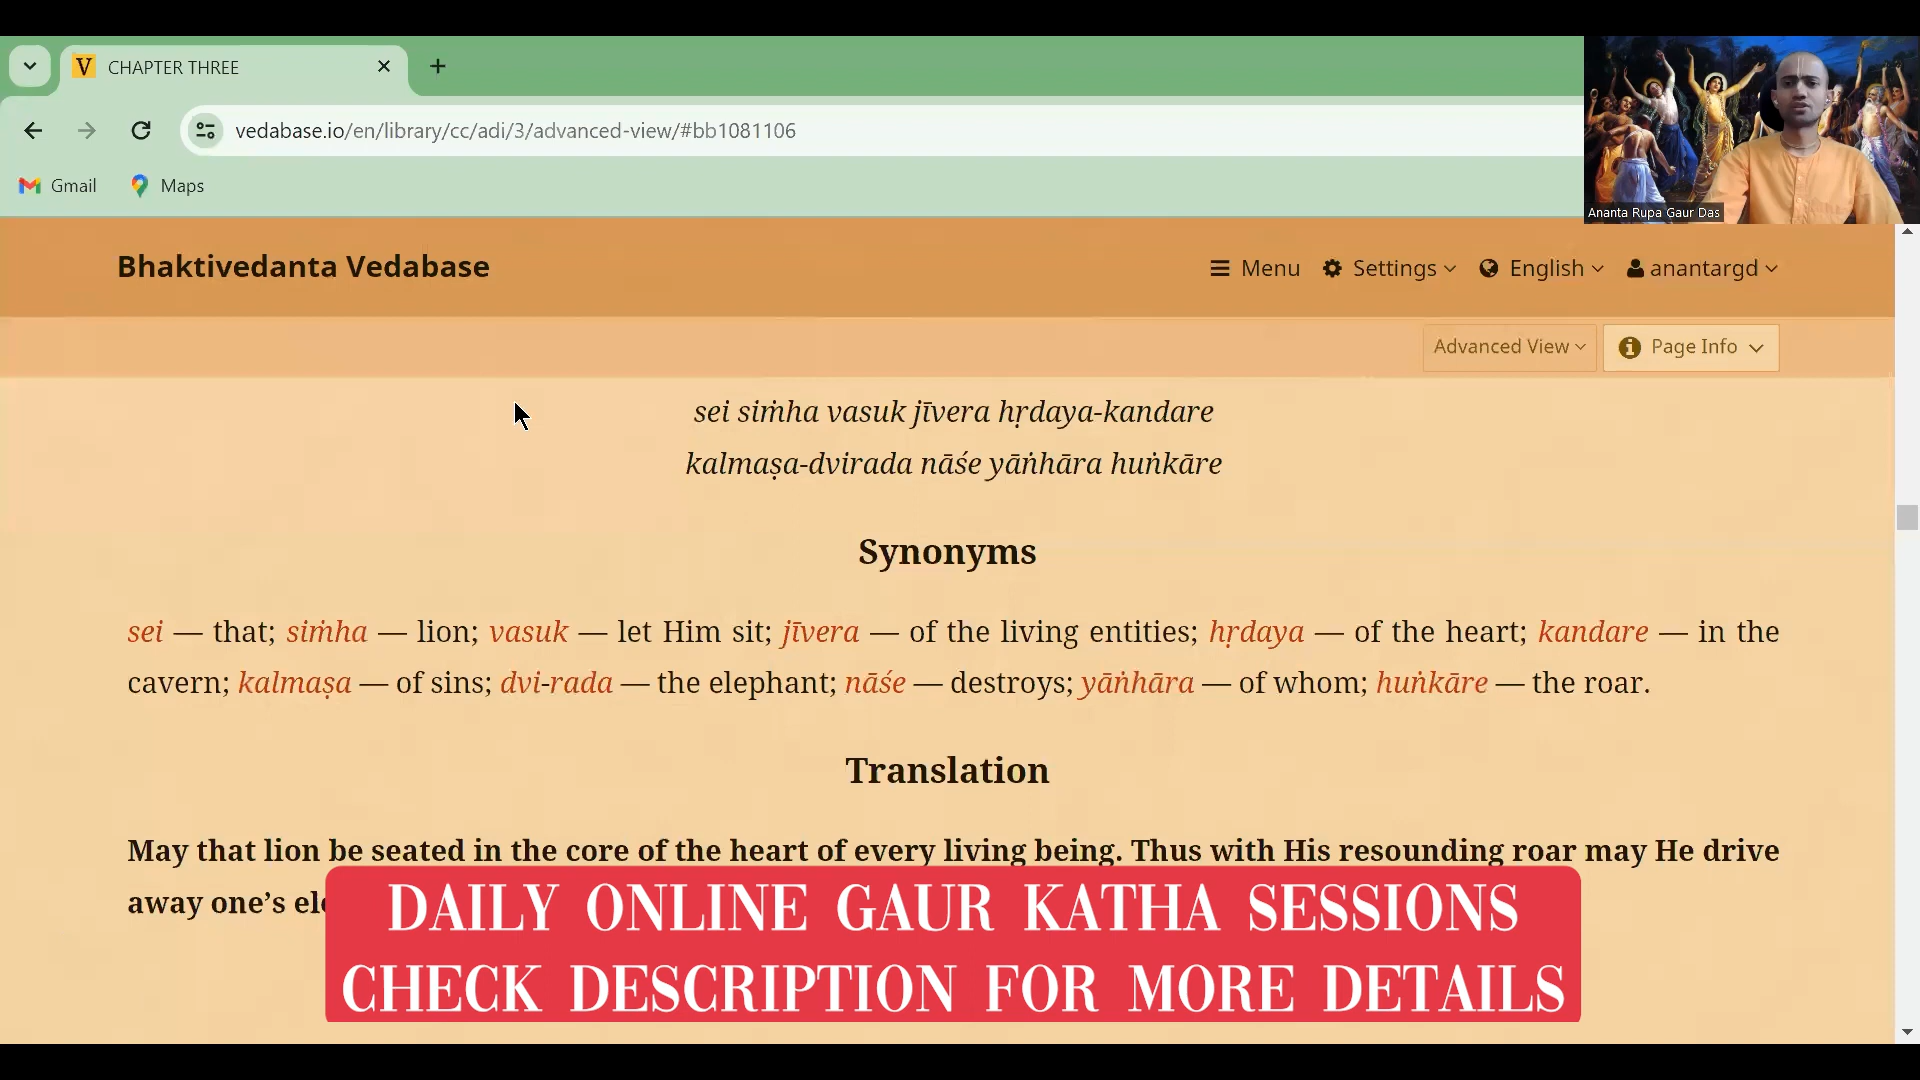 CHAPTER THREE
vedabase.io/en/library/cc/adi/3/advanced-view/#bb1081106
Gmail Maps
Ananta Rupa Gaur Das
Bhaktivedanta Vedabase
Menu Settings English anantargd
Advanced View Page Info
sei siṁha vasuk jīvera hṛdaya-kandare
kalmaṣa-dvirada nāśe yāṅhāra huṅkāre
Synonyms
sei — that; siṁha — lion; vasuk — let Him sit; jīvera — of the living entities; hṛdaya — of the heart; kandare — in the
cavern; kalmaṣa — of sins; dvi-rada — the elephant; nāśe — destroys; yāṅhāra — of whom; huṅkāre — the roar.
Translation
May that lion be seated in the core of the heart of every living being. Thus with His resounding roar may He drive
away one’s
DAILY ONLINE GAUR KATHA SESSIONS
CHECK DESCRIPTION FOR MORE DETAILS